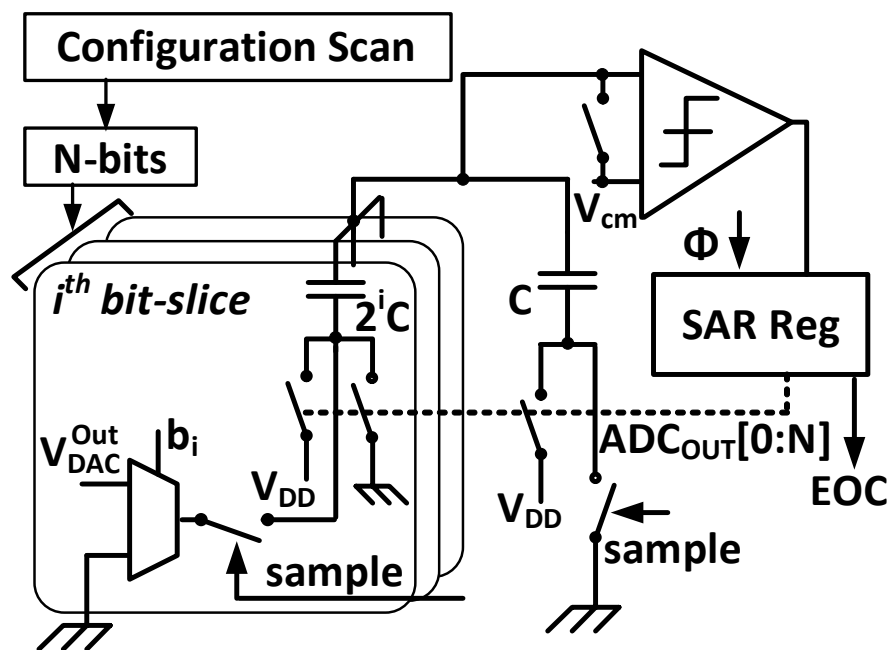 Configuration Scan
N-bits
i^th bit-slice
2^iC
V_DAC^Out
b_i
V_DD
sample
C
V_DD
sample
V_cm
Φ
SAR Reg
ADC_OUT[0:N]
EOC